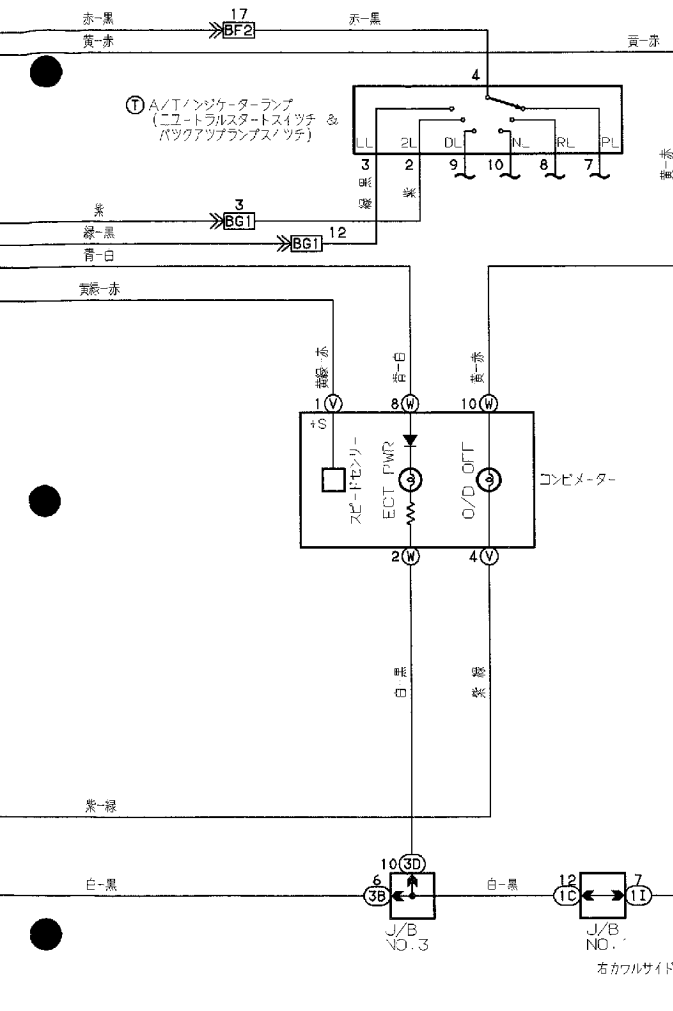 17
赤-黒
BF2
赤-黒
黄-赤
黄-赤
4
Ⓣ A/Tインジケーターランプ
(ニュートラルスタートスイッチ &
バックアップランプスイッチ)
LL 2L DL NL RL PL
3 2 9 10 8 7
緑 黒
紫
黄-赤
紫
3
BG1
緑-黒
12
BG1
青-白
黄緑-赤
黄緑-赤
青-白
黄-赤
1 V
8 W
10 W
+S
スピードセンサー
ECT PWR
O/D OFF
コンビメーター
2 W
4 V
白-黒
紫 緑
紫-緑
10 3D
白-黒
6
3B
白-黒
12
1C
7
1I
J/B
NO.3
J/B
NO.1
右カウルサイド